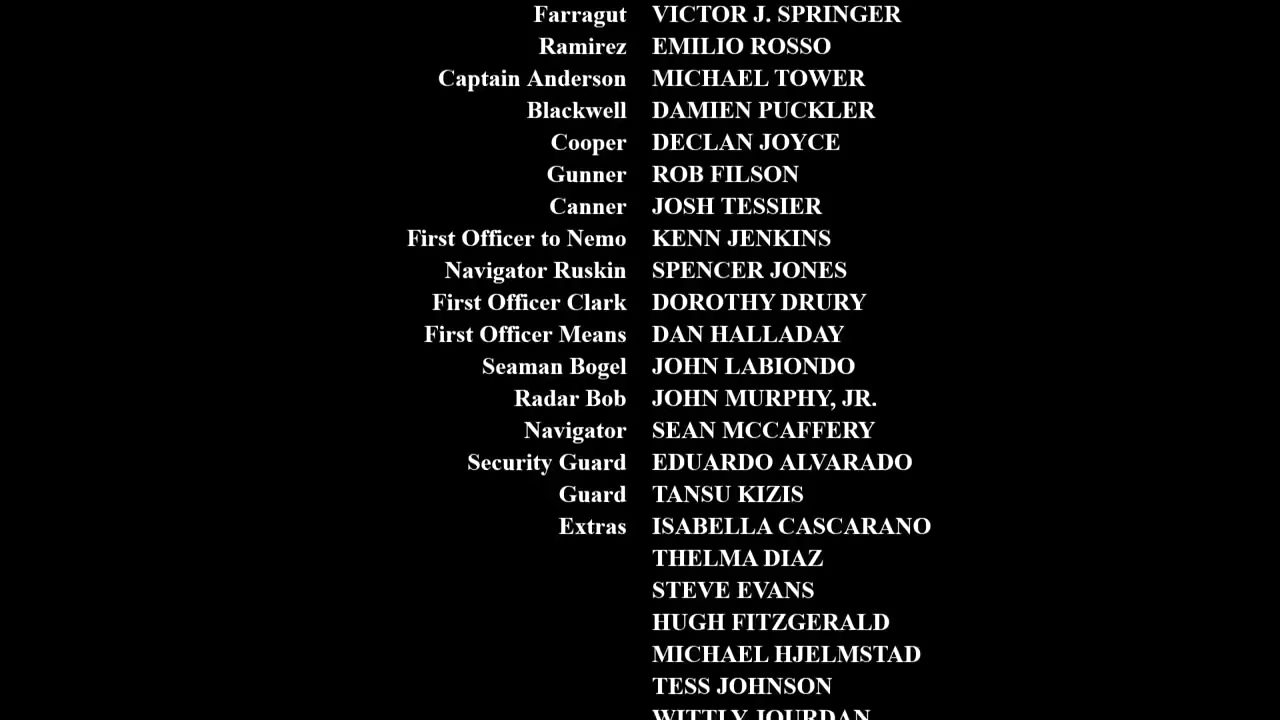 Farragut VICTOR J. SPRINGER
Ramirez EMILIO ROSSO
Captain Anderson MICHAEL TOWER
Blackwell DAMIEN PUCKLER
Cooper DECLAN JOYCE
Gunner ROB FILSON
Canner JOSH TESSIER
First Officer to Nemo KENN JENKINS
Navigator Ruskin SPENCER JONES
First Officer Clark DOROTHY DRURY
First Officer Means DAN HALLADAY
Seaman Bogel JOHN LABIONDO
Radar Bob JOHN MURPHY, JR.
Navigator SEAN MCCAFFERY
Security Guard EDUARDO ALVARADO
Guard TANSU KIZIS
Extras ISABELLA CASCARANO
THELMA DIAZ
STEVE EVANS
HUGH FITZGERALD
MICHAEL HJELMSTAD
TESS JOHNSON
WITTLY JOURDAN